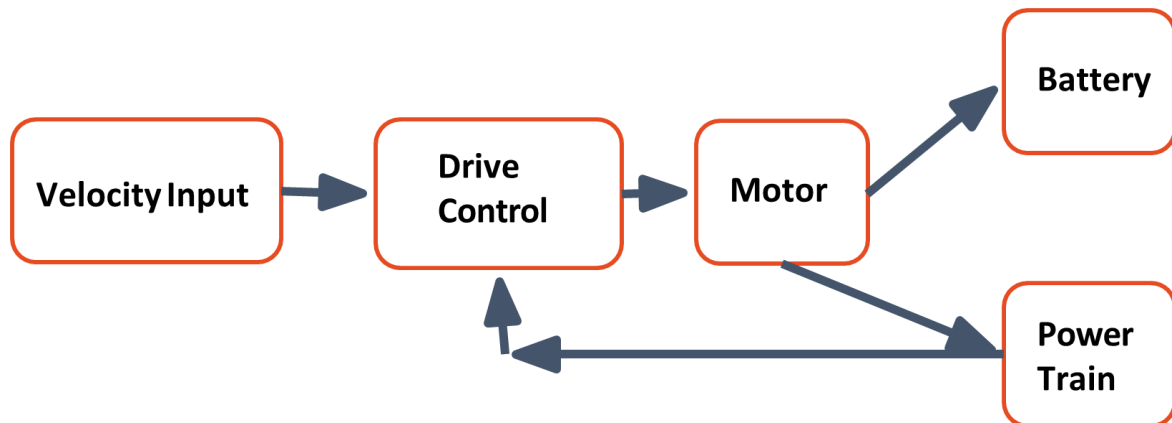 Velocity Input
Drive
Control
Motor
Battery
Power
Train